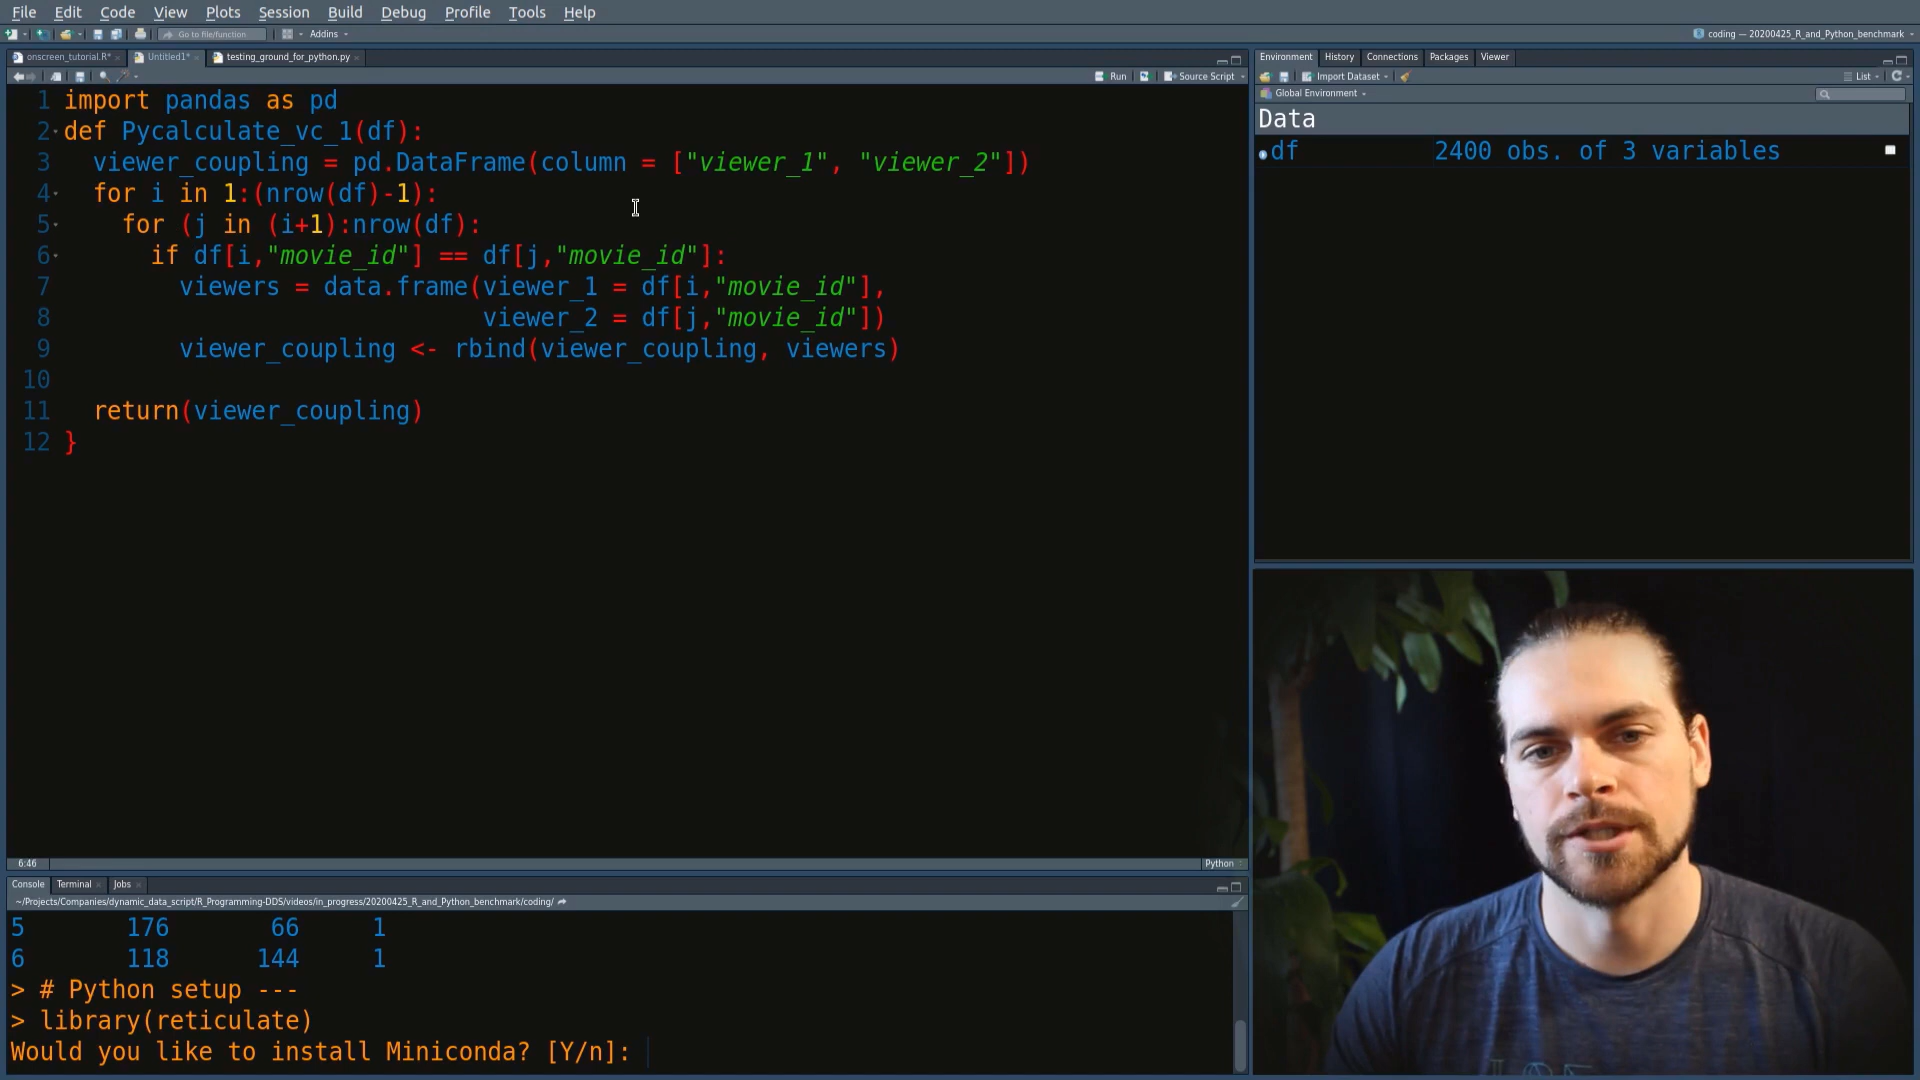 File Edit Code View Plots Session Build Debug Profile Tools Help
Go to file/function Addins coding — 20200425_R_and_Python_benchmark
onscreen_tutorial.R* Untitled1* testing_ground_for_python.py
Run Source Script
1 import pandas as pd
2 def Pycalculate_vc_1(df):
3 viewer_coupling = pd.DataFrame(column = ["viewer_1", "viewer_2"])
4 for i in 1:(nrow(df)-1):
5 for (j in (i+1):nrow(df):
6 if df[i,"movie_id"] == df[j,"movie_id"]:
7 viewers = data.frame(viewer_1 = df[i,"movie_id"],
8 viewer_2 = df[j,"movie_id"])
9 viewer_coupling <- rbind(viewer_coupling, viewers)
10
11 return(viewer_coupling)
12 }
6:46 Python
Console Terminal Jobs
~/Projects/Companies/dynamic_data_script/R_Programming-DDS/videos/in_progress/20200425_R_and_Python_benchmark/coding/
5 176 66 1
6 118 144 1
> # Python setup ---
> library(reticulate)
Would you like to install Miniconda? [Y/n]:
Environment History Connections Packages Viewer
Import Dataset List
Global Environment
Data
df 2400 obs. of 3 variables